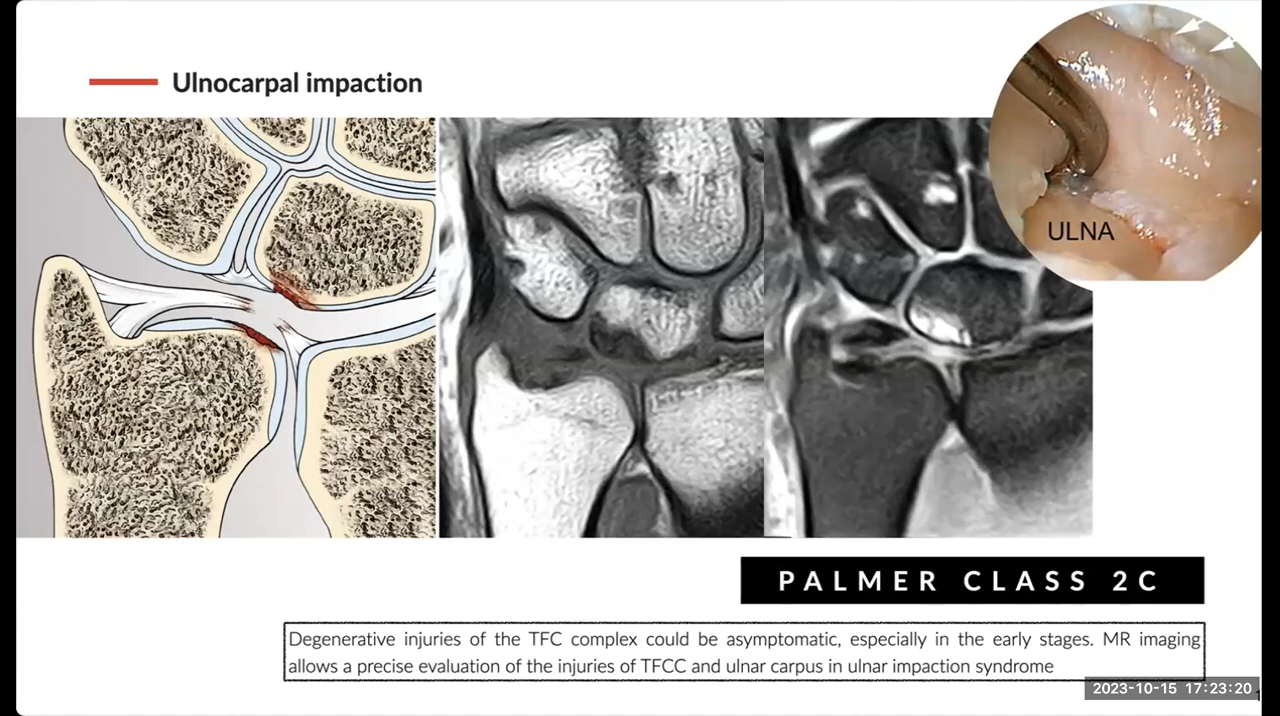 Ulnocarpal impaction
ULNA
PALMER CLASS 2C
Degenerative injuries of the TFC complex could be asymptomatic, especially in the early stages. MR imaging
allows a precise evaluation of the injuries of TFCC and ulnar carpus in ulnar impaction syndrome
2023-10-15 17:23:20